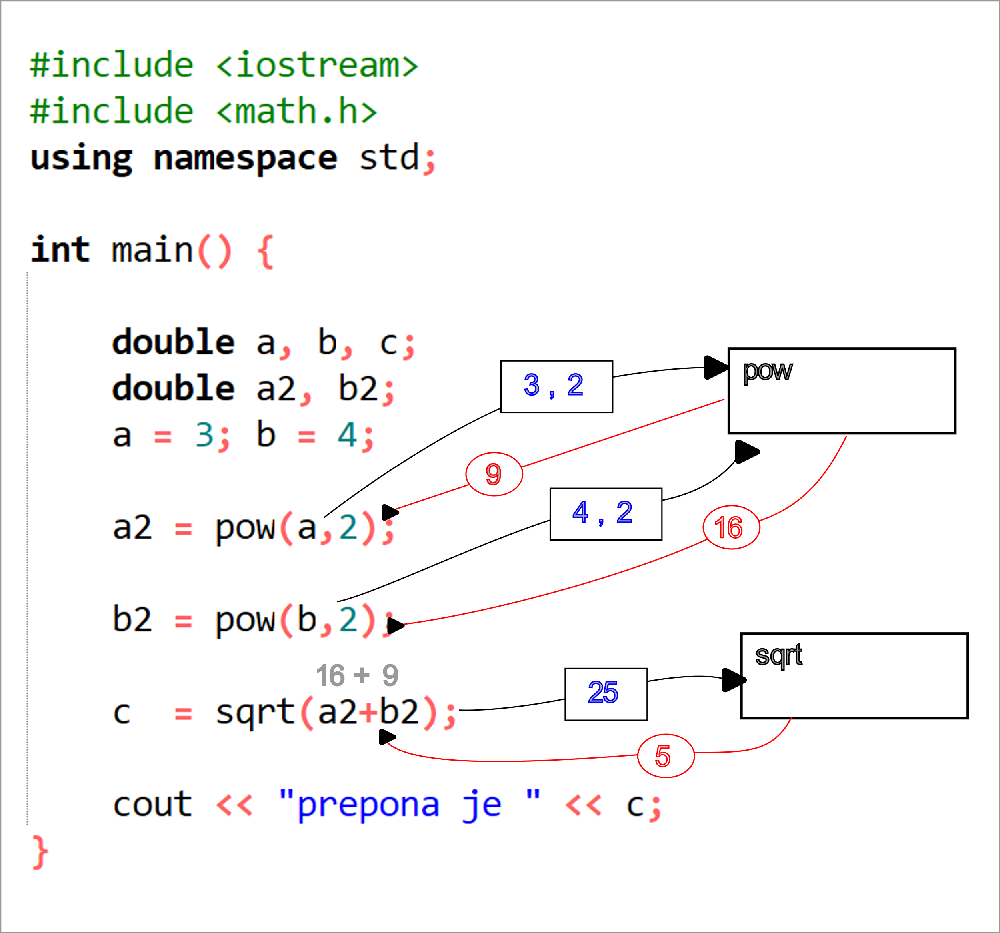 #include <iostream>
#include <math.h>
using namespace std;
int main() {
double a, b, c;
double a2, b2;
a = 3; b = 4;
3 , 2
pow
9
a2 = pow(a,2);
4 , 2
16
b2 = pow(b,2);
sqrt
16 + 9
25
c = sqrt(a2+b2);
5
cout << "prepona je " << c;
}